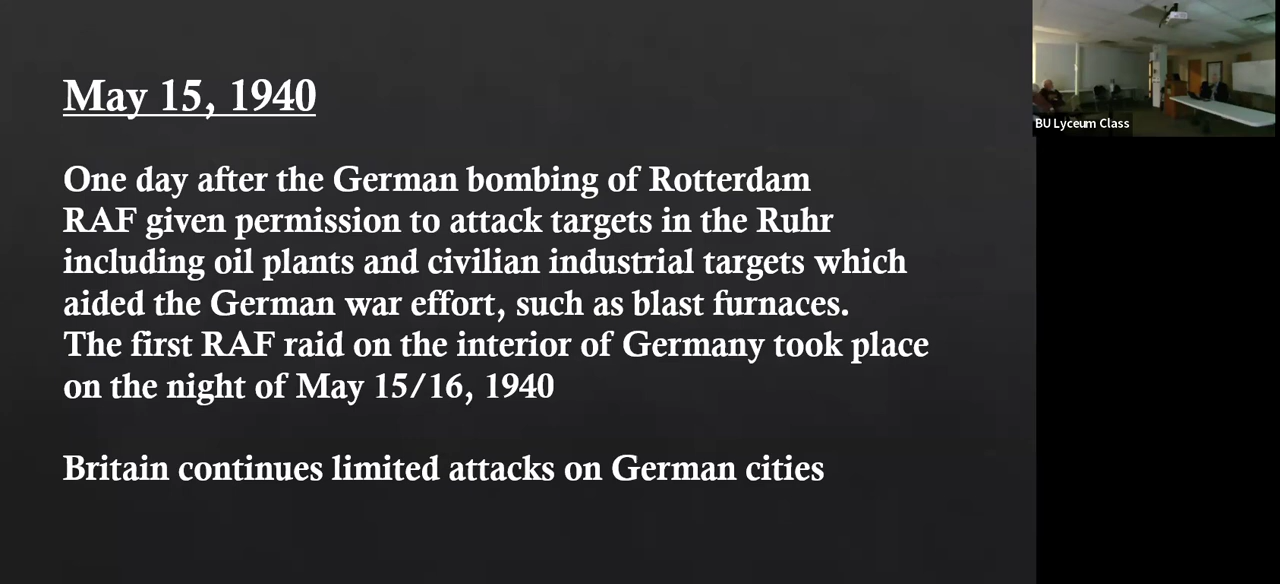 May 15, 1940
One day after the German bombing of Rotterdam
RAF given permission to attack targets in the Ruhr
including oil plants and civilian industrial targets which
aided the German war effort, such as blast furnaces.
The first RAF raid on the interior of Germany took place
on the night of May 15/16, 1940
Britain continues limited attacks on German cities
BU Lyceum Class